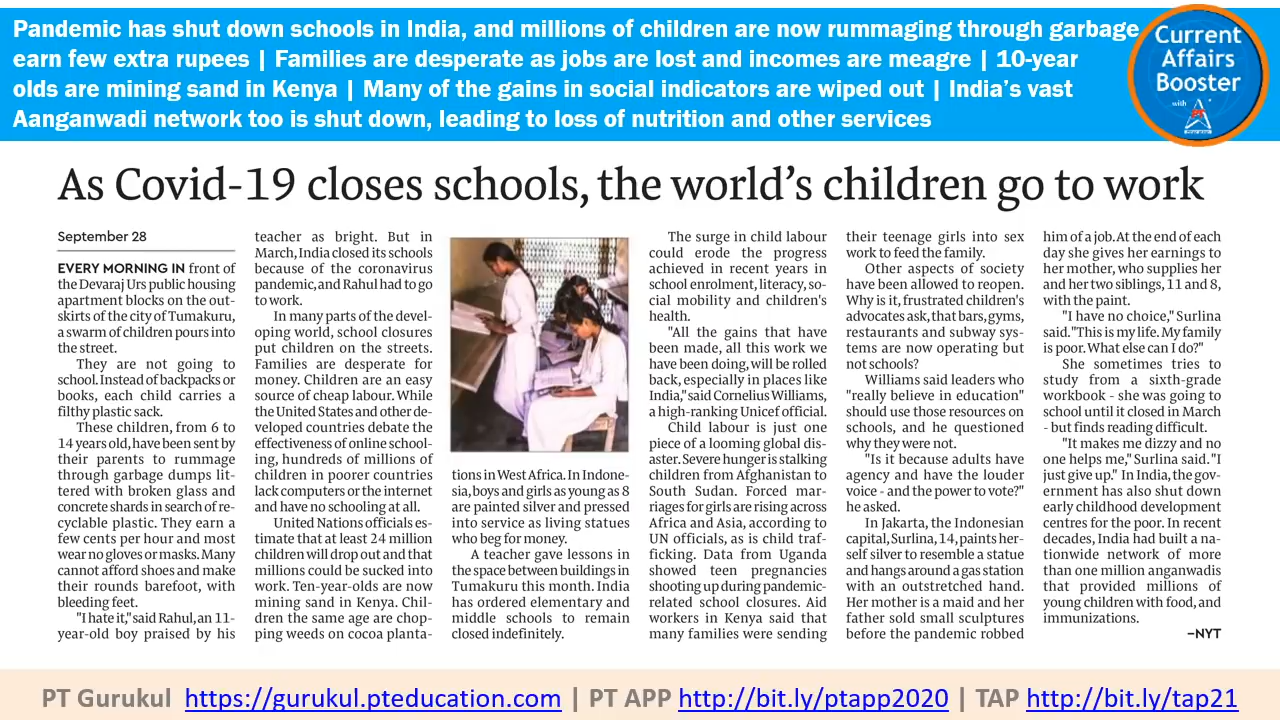 Pandemic has shut down schools in India, and millions of children are now rummaging through garbage
earn few extra rupees | Families are desperate as jobs are lost and incomes are meagre | 10-year
olds are mining sand in Kenya | Many of the gains in social indicators are wiped out | India's vast
Aanganwadi network too is shut down, leading to loss of nutrition and other services
Current
Affairs
Booster
with
As Covid-19 closes schools, the world's children go to work
September 28
EVERY MORNING IN front of
the Devaraj Urs public housing
apartment blocks on the out-
skirts of the city of Tumakuru,
a swarm of children pours into
the street.
They are not going to
school. Instead of backpacks or
books, each child carries a
filthy plastic sack.
These children, from 6 to
14 years old, have been sent by
their parents to rummage
through garbage dumps lit-
tered with broken glass and
concrete shards in search of re-
cyclable plastic. They earn a
few cents per hour and most
wear no gloves or masks. Many
cannot afford shoes and make
their rounds barefoot, with
bleeding feet.
"I hate it," said Rahul, an 11-
year-old boy praised by his
teacher as bright. But in
March, India closed its schools
because of the coronavirus
pandemic, and Rahul had to go
to work.
In many parts of the devel-
oping world, school closures
put children on the streets.
Families are desperate for
money. Children are an easy
source of cheap labour. While
the United States and other de-
veloped countries debate the
effectiveness of online school-
ing, hundreds of millions of
children in poorer countries
lack computers or the internet
and have no schooling at all.
United Nations officials es-
timate that at least 24 million
children will drop out and that
millions could be sucked into
work. Ten-year-olds are now
mining sand in Kenya. Chil-
dren the same age are chop-
ping weeds on cocoa planta-
tions in West Africa. In Indone-
sia, boys and girls as young as 8
are painted silver and pressed
into service as living statues
who beg for money.
A teacher gave lessons in
the space between buildings in
Tumakuru this month. India
has ordered elementary and
middle schools to remain
closed indefinitely.
The surge in child labour
could erode the progress
achieved in recent years in
school enrolment, literacy, so-
cial mobility and children's
health.
"All the gains that have
been made, all this work we
have been doing, will be rolled
back, especially in places like
India," said Cornelius Williams,
a high-ranking Unicef official.
Child labour is just one
piece of a looming global dis-
aster. Severe hunger is stalking
children from Afghanistan to
South Sudan. Forced mar-
riages for girls are rising across
Africa and Asia, according to
UN officials, as is child traf-
ficking. Data from Uganda
showed teen pregnancies
shooting up during pandemic-
related school closures. Aid
workers in Kenya said that
many families were sending
their teenage girls into sex
work to feed the family.
Other aspects of society
have been allowed to reopen.
Why is it, frustrated children's
advocates ask, that bars, gyms,
restaurants and subway sys-
tems are now operating but
not schools?
Williams said leaders who
"really believe in education"
should use those resources on
schools, and he questioned
why they were not.
"Is it because adults have
agency and have the louder
voice - and the power to vote?"
he asked.
In Jakarta, the Indonesian
capital, Surlina, 14, paints her-
self silver to resemble a statue
and hangs around a gas station
with an outstretched hand.
Her mother is a maid and her
father sold small sculptures
before the pandemic robbed
him of a job. At the end of each
day she gives her earnings to
her mother, who supplies her
and her two siblings, 11 and 8,
with the paint.
"I have no choice," Surlina
said. "This is my life. My family
is poor. What else can I do?"
She sometimes tries to
study from a sixth-grade
workbook - she was going to
school until it closed in March
- but finds reading difficult.
"It makes me dizzy and no
one helps me," Surlina said. "I
just give up." In India, the gov-
ernment has also shut down
early childhood development
centres for the poor. In recent
decades, India had built a na-
tionwide network of more
than one million anganwadis
that provided millions of
young children with food, and
immunizations.
–NYT
PT Gurukul https://gurukul.pteducation.com | PT APP http://bit.ly/ptapp2020 | TAP http://bit.ly/tap21